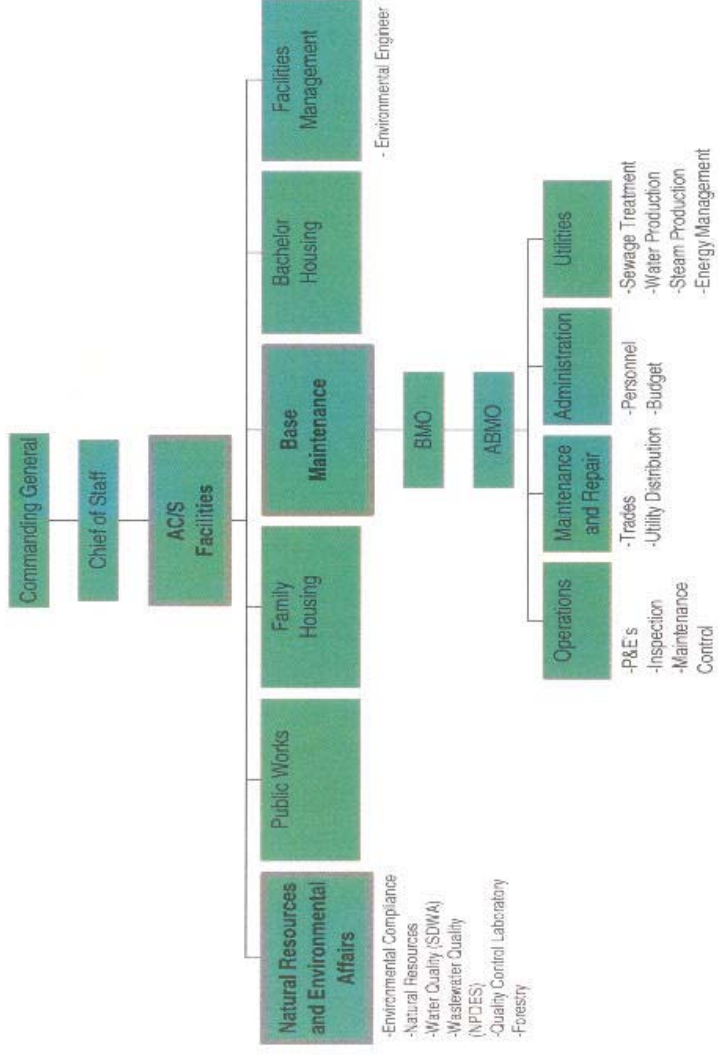 Commanding General
Chief of Staff
AC/S
Facilities
Natural Resources
and Environmental
Affairs
-Environmental Compliance
-Natural Resources
-Water Quality (SDWA)
-Wastewater Quality
(NPDES)
-Quality Control Laboratory
-Forestry
Public Works
Family
Housing
Base
Maintenance
Bachelor
Housing
Facilities
Management
- Environmental Engineer
BMO
ABMO
Operations
-P&E's
-Inspection
-Maintenance
Control
Maintenance
and Repair
-Trades
-Utility Distribution
Administration
-Personnel
-Budget
Utilities
-Sewage Treatment
-Water Production
-Steam Production
-Energy Management